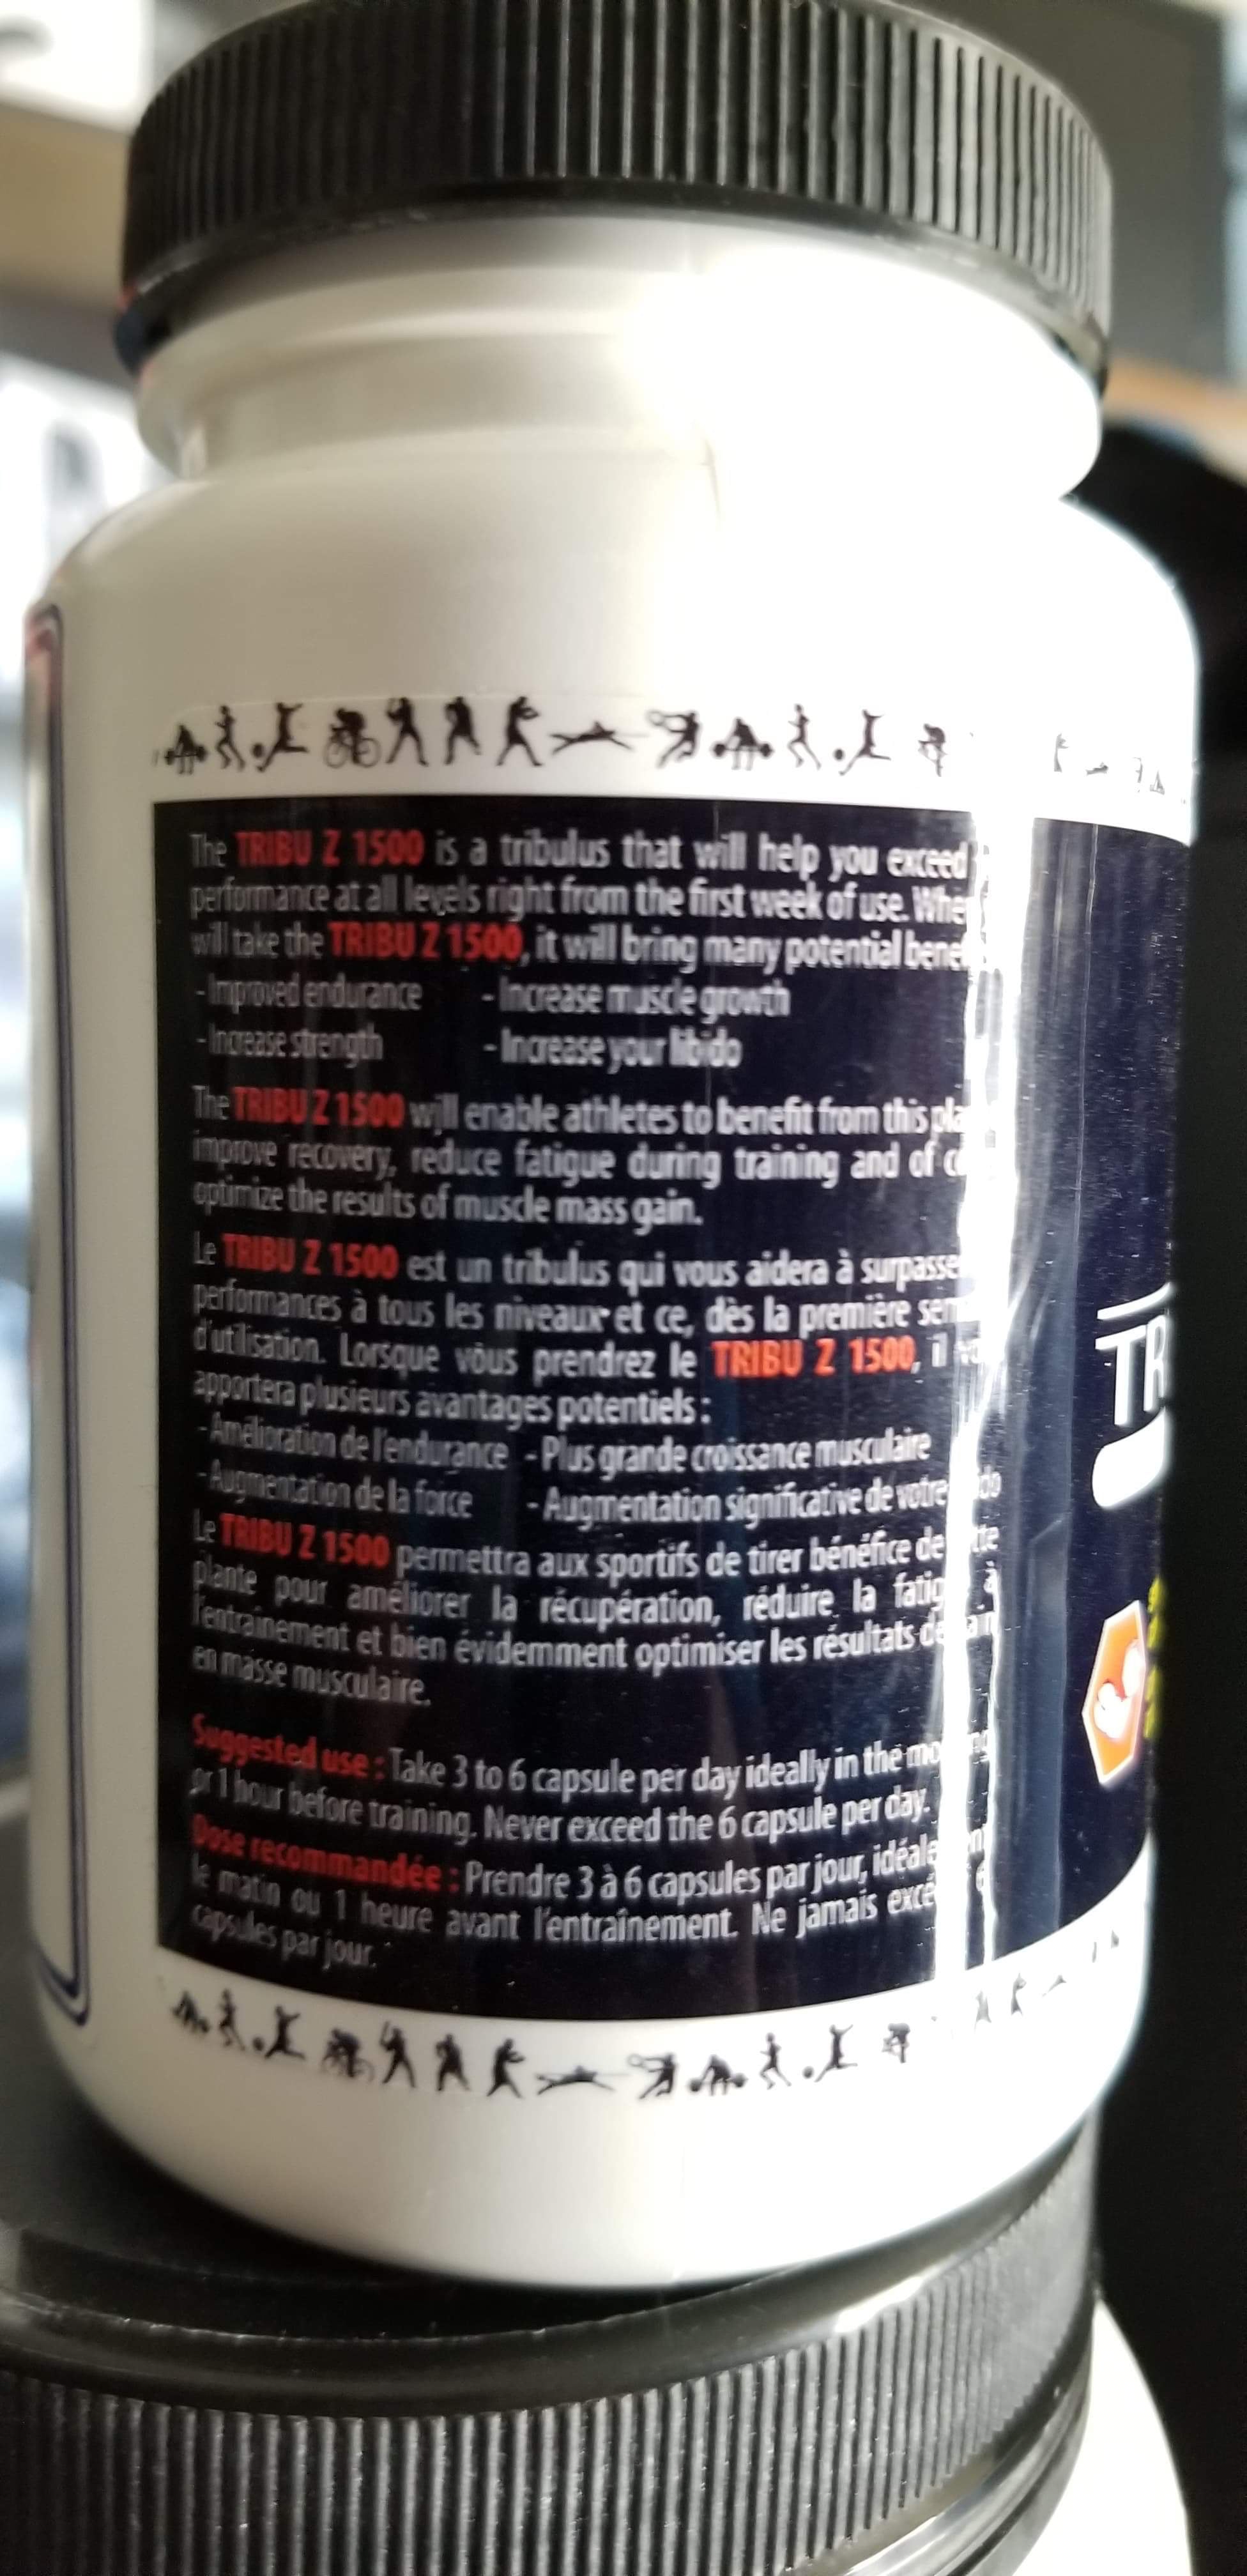 The TRIBU Z 1500 is a tribulus that will help you exceed
performance at all levels right from the first week of use.
will take the TRIBU Z 1500, it will bring many potential
- Improved endurance - Increase muscle growth
- Increase strength - Increase your libido
The TRIBU Z 1500 will enable athletes to benefit from this
improve recovery, reduce fatigue during training and of
optimize the results of muscle mass gain.
Le TRIBU Z 1500 est un tribulus qui vous aidera à
performances à tous les niveaux et ce, dès la première
d'utilisation. Lorsque vous prendrez le TRIBU Z 1500, il
apportera plusieurs avantages potentiels :
- Amélioration de l'endurance - Plus grande croissance musculaire
- Augmentation de la force - Augmentation significative de votre
Le TRIBU Z 1500 permettra aux sportifs de tirer bénéfice de
plante pour améliorer la récupération, réduire la
l'entraînement et bien évidemment optimiser les résultats
en masse musculaire.
Suggested use : Take 3 to 6 capsule per day ideally in the
or 1 hour before training. Never exceed the 6 capsule per day.
Dose recommandée : Prendre 3 à 6 capsules par jour,
le matin ou 1 heure avant l'entraînement. Ne jamais
capsules par jour.
TR